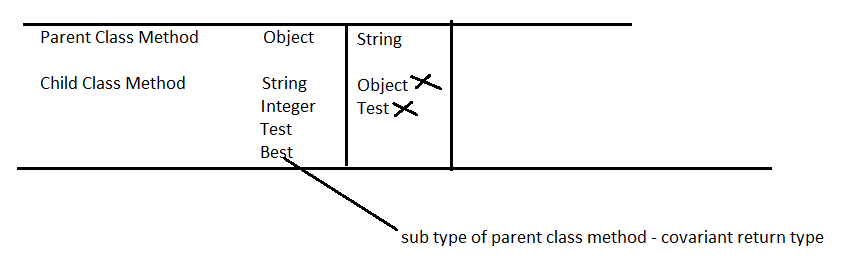 Parent Class Method Object String
Child Class Method String Object
Integer Test
Test
Best
sub type of parent class method - covariant return type